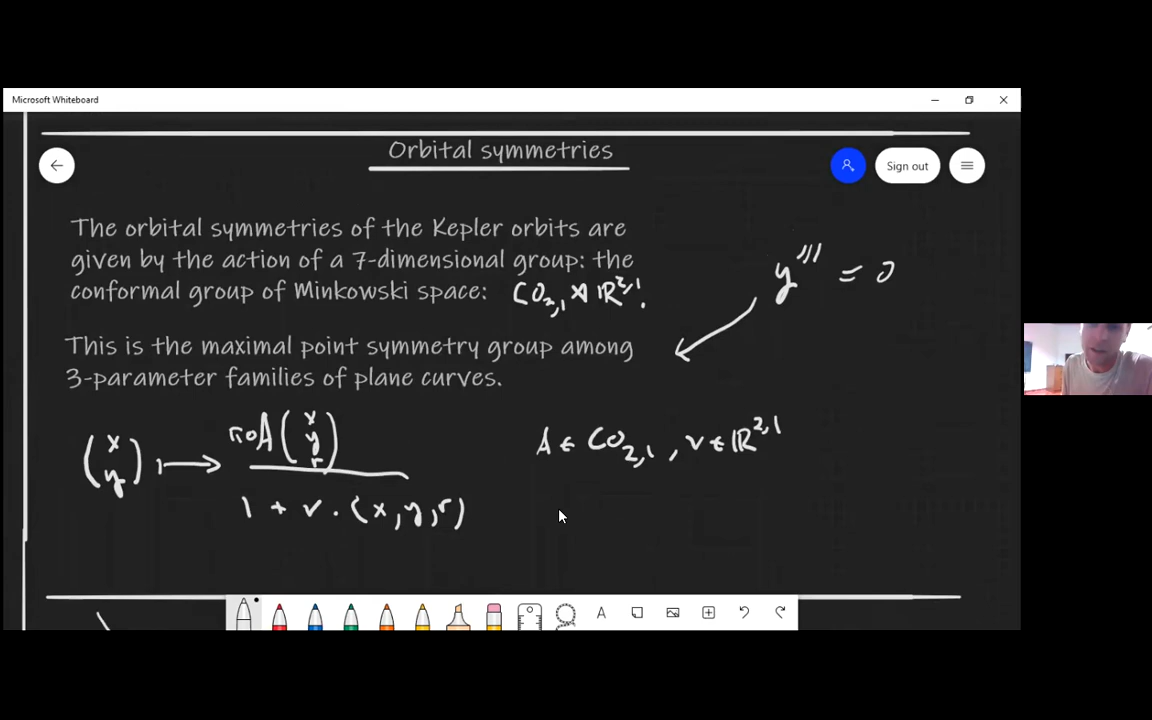 Microsoft Whiteboard
Orbital symmetries
Sign out
The orbital symmetries of the Kepler orbits are
given by the action of a 7-dimensional group: the
conformal group of Minkowski space: CO₂,₁ ⋊ ℝ²,¹.
y''' = 0
This is the maximal point symmetry group among
3-parameter families of plane curves.
(x y) ↦ π∘A(x y r) / 1 + v · (x, y, r)
A ∈ CO₂,₁, v ∈ ℝ²,¹
A